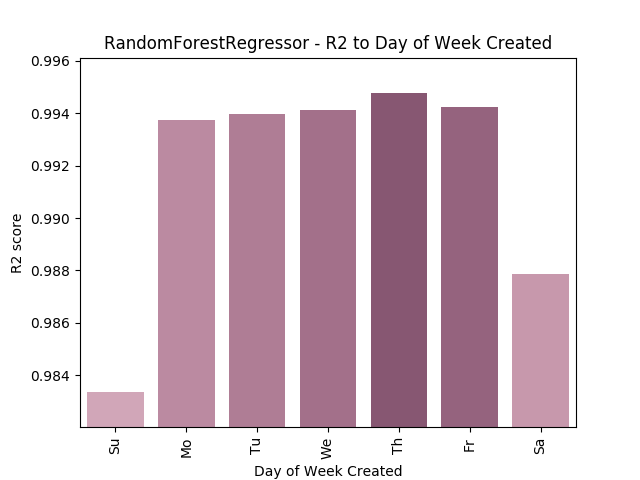 RandomForestRegressor - R2 to Day of Week Created
0.996
0.994
0.992
0.990
0.988
0.986
0.984
R2 score
Su
Mo
Tu
We
Th
Fr
Sa
Day of Week Created